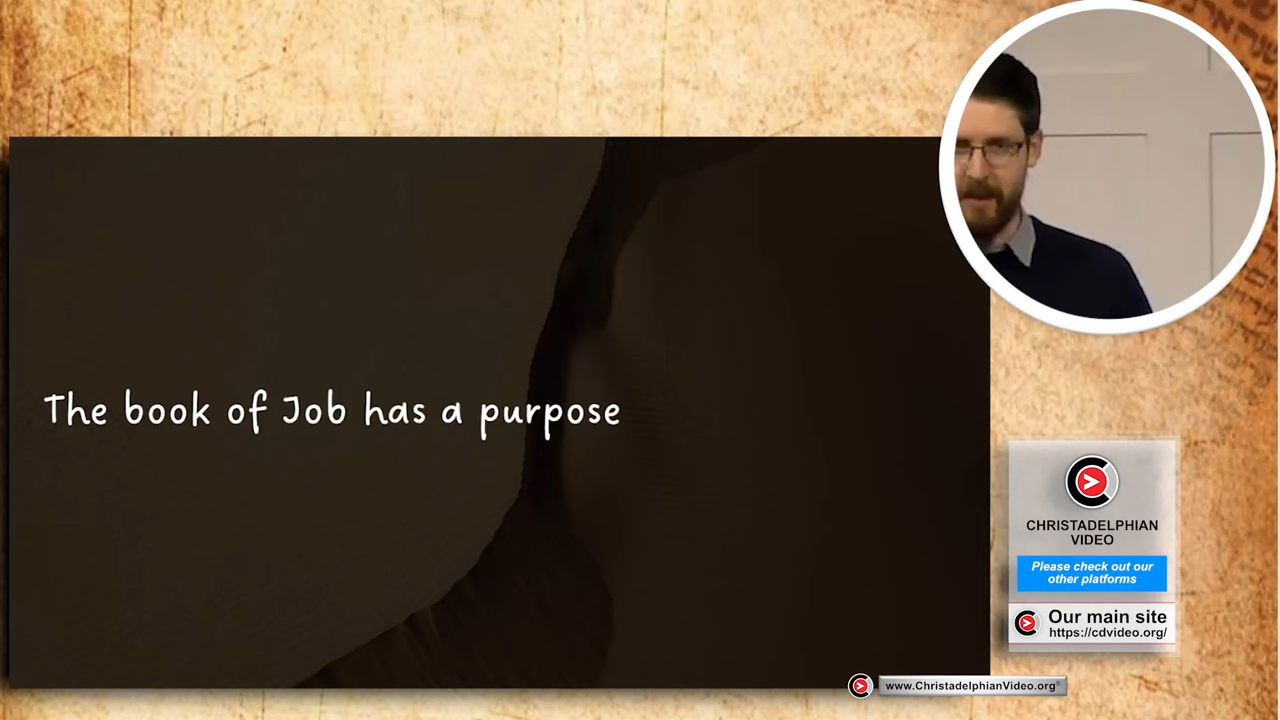 The book of Job has a purpose
CHRISTADELPHIAN
VIDEO
Please check out our
other platforms
Our main site
https://cdvideo.org/
www.ChristadelphianVideo.org